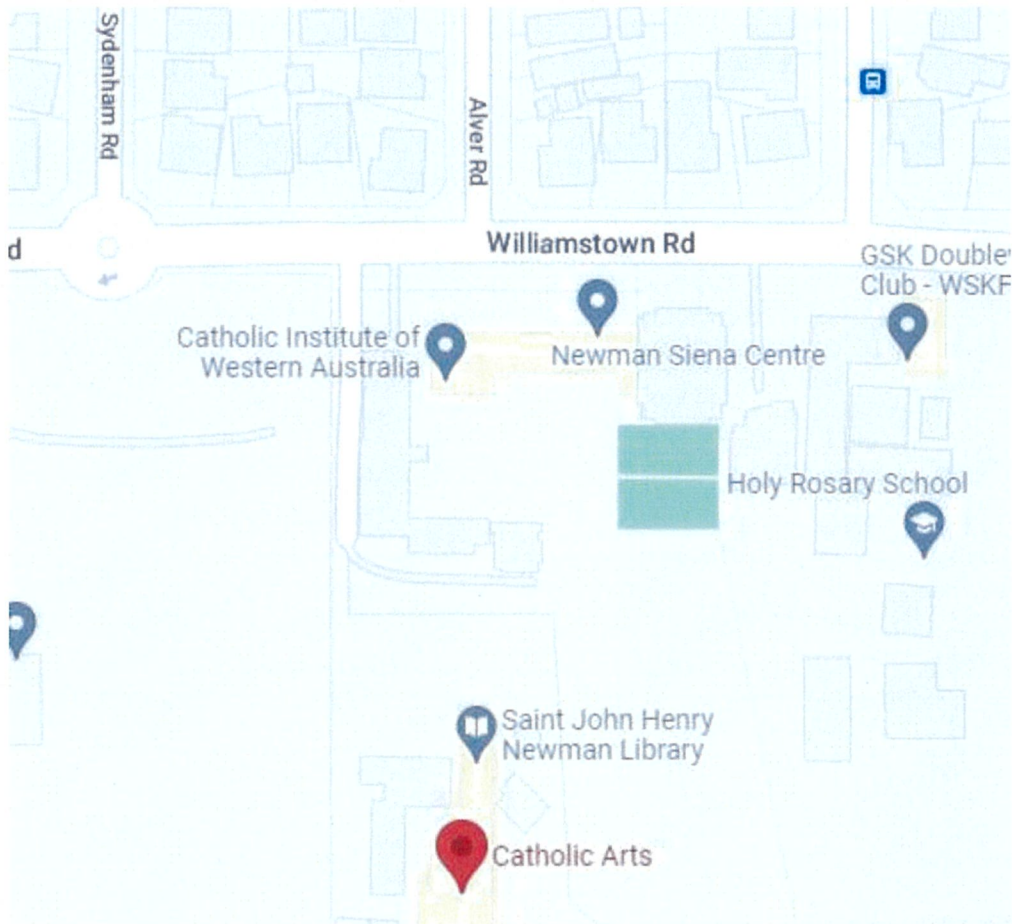 Sydenham Rd
Alver Rd
d
Williamstown Rd
GSK Double
Club - WSKF
Catholic Institute of
Western Australia
Newman Siena Centre
Holy Rosary School
Saint John Henry
Newman Library
Catholic Arts